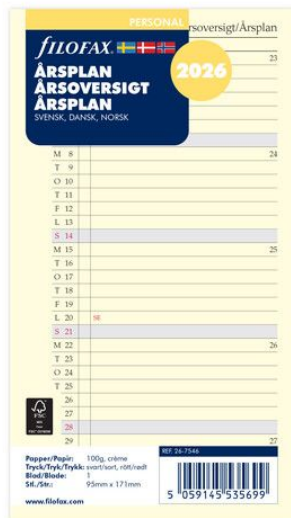 PERSONAL
rsoversigt/Årsplan
filofax
2026
23
ÅRSPLAN
ÅRSOVERSIGT
ÅRSPLAN
SVENSK, DANSK, NORSK
M 8 24
T 9
O 10
T 11
F 12
L 13
S 14
M 15 25
T 16
O 17
T 18
F 19
L 20 SE
S 21
M 22 26
T 23
O 24
T 25
26
27
28
29 27
FSC
Papper/Papir: 100g, crème
Tryck/Tryk/Trykk: svart/sort, rött/rødt
Blad/Blade: 1
Stl./Str.: 95mm x 171mm
www.filofax.com
REF. 26-7546
5 059145 535699